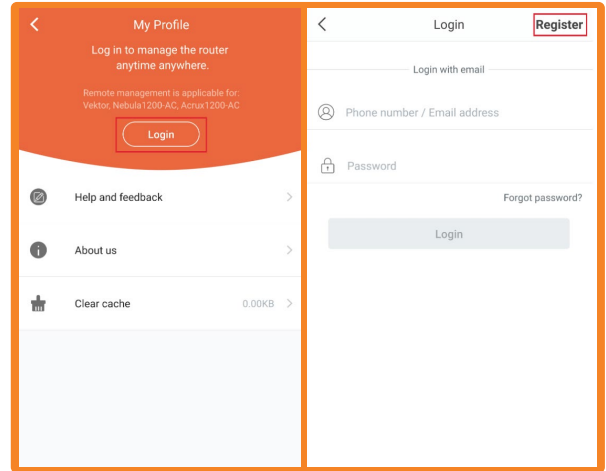 My Profile
Log in to manage the router
anytime anywhere.
Remote management is applicable for:
Vektor, Nebula1200-AC, Acrux1200-AC
Login
Help and feedback
About us
Clear cache 0.00KB
Login Register
Login with email
Phone number / Email address
Password
Forgot password?
Login